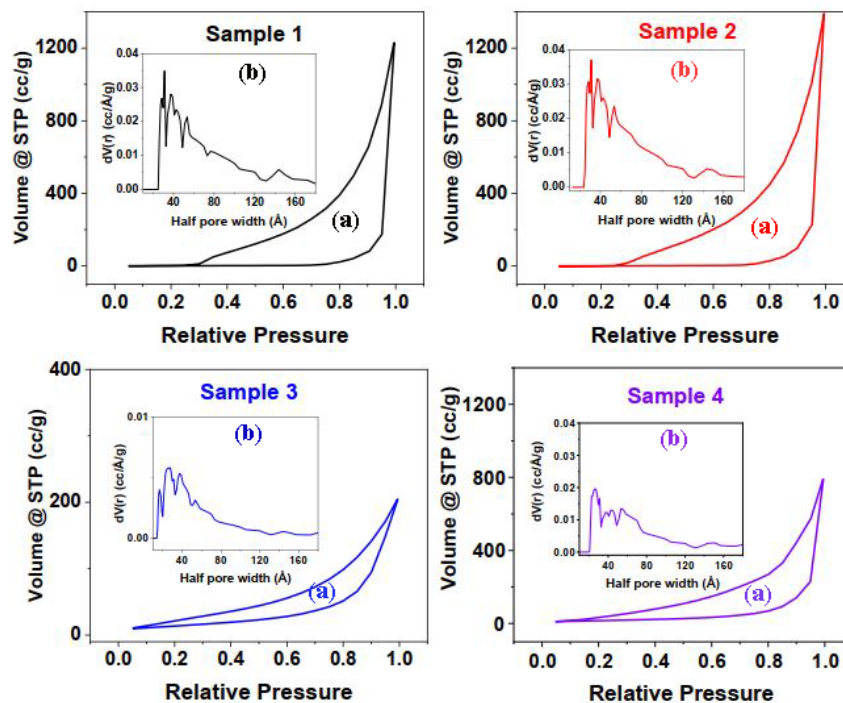 Sample 1
(b)
(a)
Volume @ STP (cc/g)
1200
800
400
0
0.0 0.2 0.4 0.6 0.8 1.0
Relative Pressure
dV(r) (cc/Å/g)
0.04
0.03
0.02
0.01
0.00
40 80 120 160
Half pore width (Å)
Sample 2
(b)
(a)
Volume @ STP (cc/g)
1200
800
400
0
0.0 0.2 0.4 0.6 0.8 1.0
Relative Pressure
dV(r) (cc/Å/g)
0.04
0.03
0.02
0.01
0.00
40 80 120 160
Half pore width (Å)
Sample 3
(b)
(a)
Volume @ STP (cc/g)
400
200
0
0.0 0.2 0.4 0.6 0.8 1.0
Relative Pressure
dV(r) (cc/Å/g)
0.01
0.00
40 80 120 160
Half pore width (Å)
Sample 4
(b)
(a)
Volume @ STP (cc/g)
1200
800
400
0
0.0 0.2 0.4 0.6 0.8 1.0
Relative Pressure
dV(r) (cc/Å/g)
0.04
0.03
0.02
0.01
0.00
40 80 120 160
Half pore width (Å)